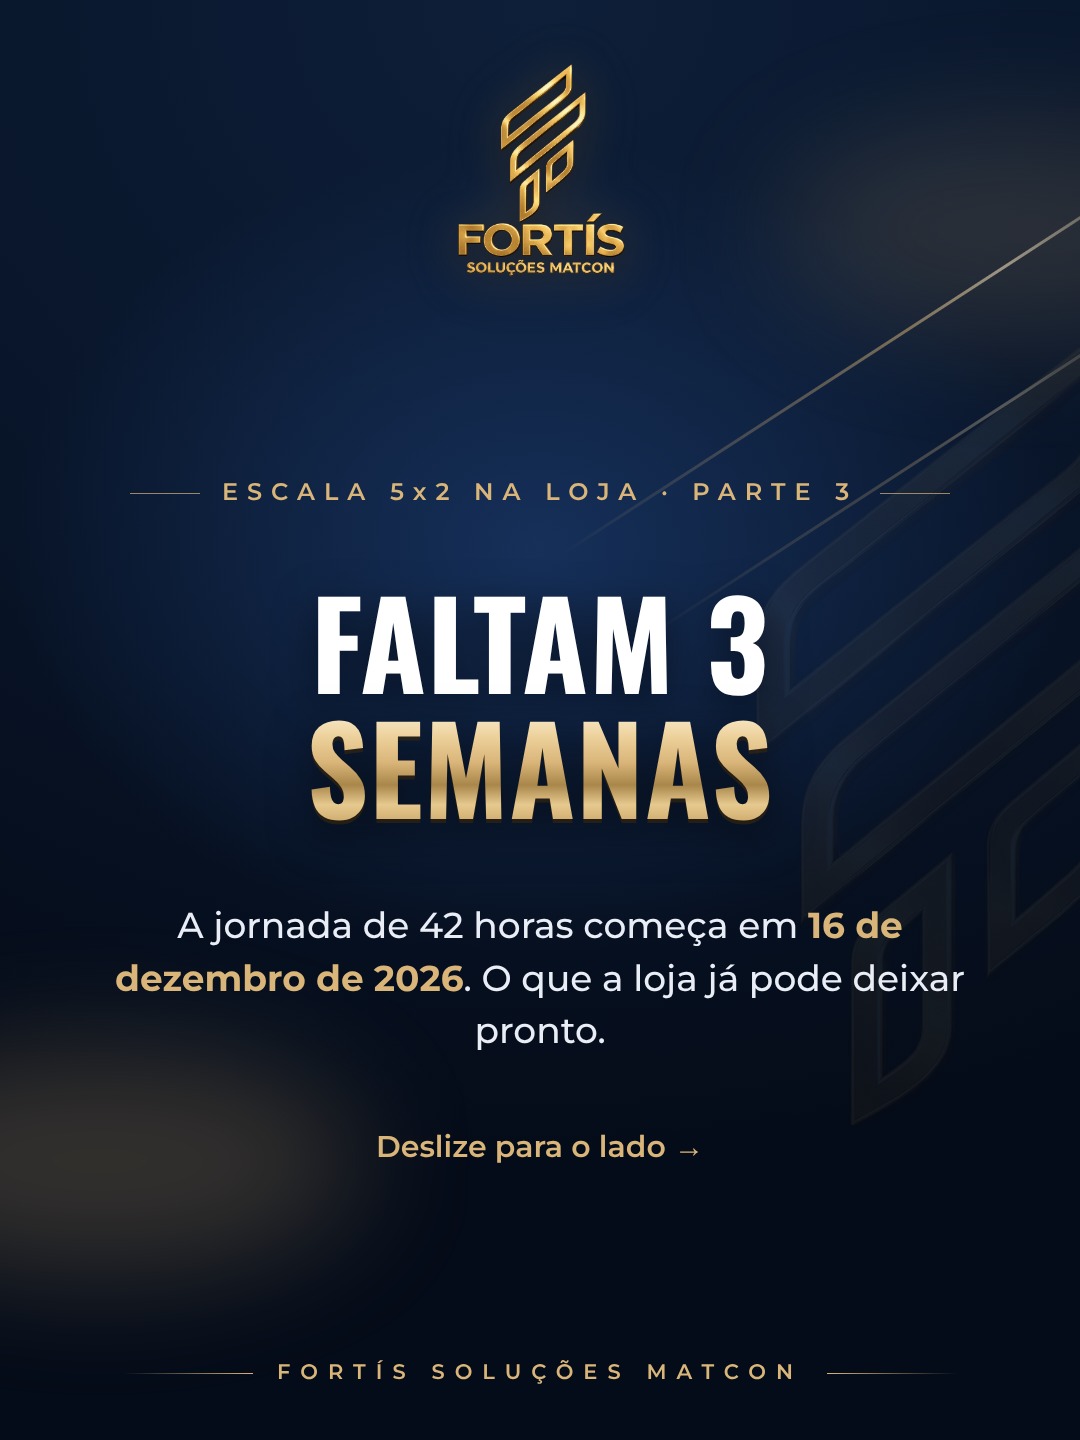 FORTÍS
SOLUÇÕES MATCON
ESCALA 5x2 NA LOJA · PARTE 3
FALTAM 3
SEMANAS
A jornada de 42 horas começa em 16 de
dezembro de 2026. O que a loja já pode deixar
pronto.
Deslize para o lado →
FORTÍS SOLUÇÕES MATCON